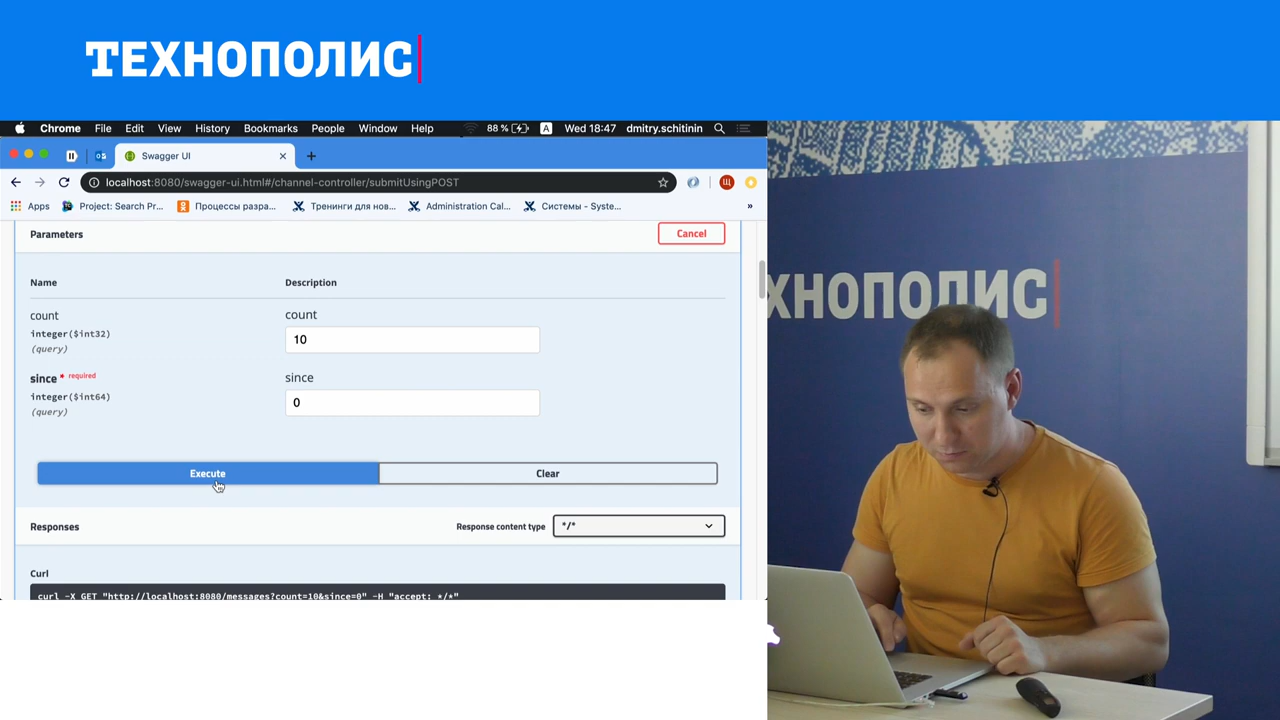 ТЕХНОПОЛИС
Chrome File Edit View History Bookmarks People Window Help 88 % A Wed 18:47 dmitry.schitinin
Swagger UI
localhost:8080/swagger-ui.html#/channel-controller/submitUsingPOST
Apps Project: Search Pr... Процессы разра... Тренинги для нов... Administration Cal... Системы - Syste... »
Parameters Cancel
Name Description
count count
integer($int32) 10
(query)
since * required since
integer($int64) 0
(query)
Execute Clear
Responses Response content type */*
Curl
curl -X GET "http://localhost:8080/messages?count=10&since=0" -H "accept: */*"
ХНОПОЛИС